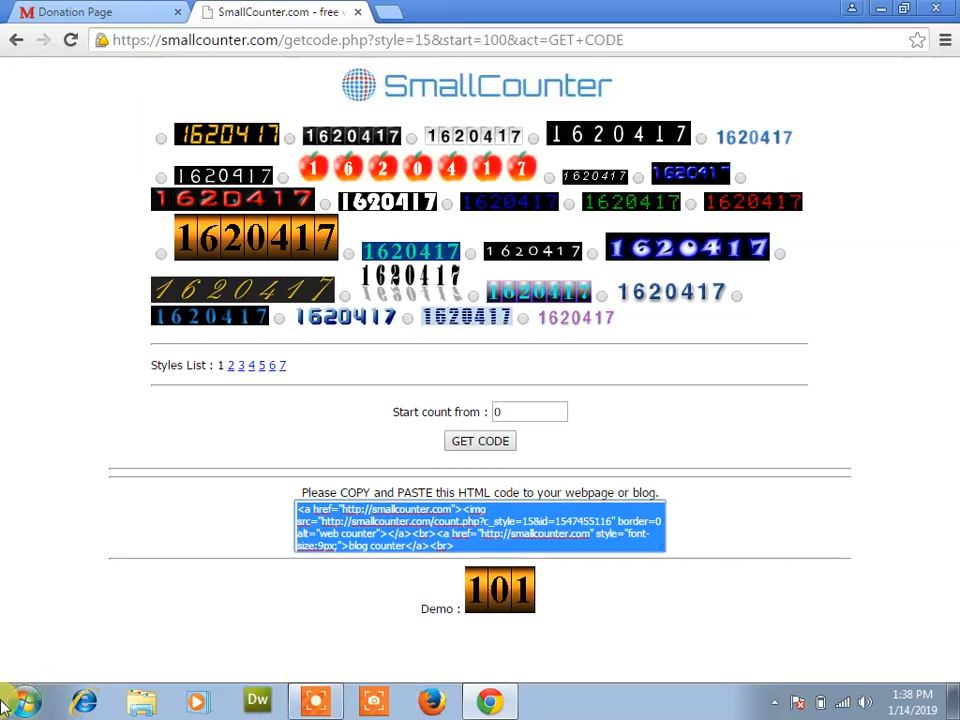 Donation Page
SmallCounter.com - free v
https://smallcounter.com/getcode.php?style=15&start=100&act=GET+CODE
SmallCounter
1620417 1620417 1620417 1620417 1620417
1620417 1620417 1620417 1620417
1620417 1620417 1620417 1620417 1620417
1620417 1620417 1620417 1620417
1620417 1620417 1620417 1620417
1620417 1620417 1620417 1620417
Styles List : 1 2 3 4 5 6 7
Start count from : 0
GET CODE
Please COPY and PASTE this HTML code to your webpage or blog.
<a href="http://smallcounter.com"><img
src="http://smallcounter.com/count.php?c_style=15&id=1547455116" border=0
alt="web counter"></a><br><a href="http://smallcounter.com" style="font-
size:9px;">blog counter</a><br>
Demo : 101
Dw
1:38 PM
1/14/2019